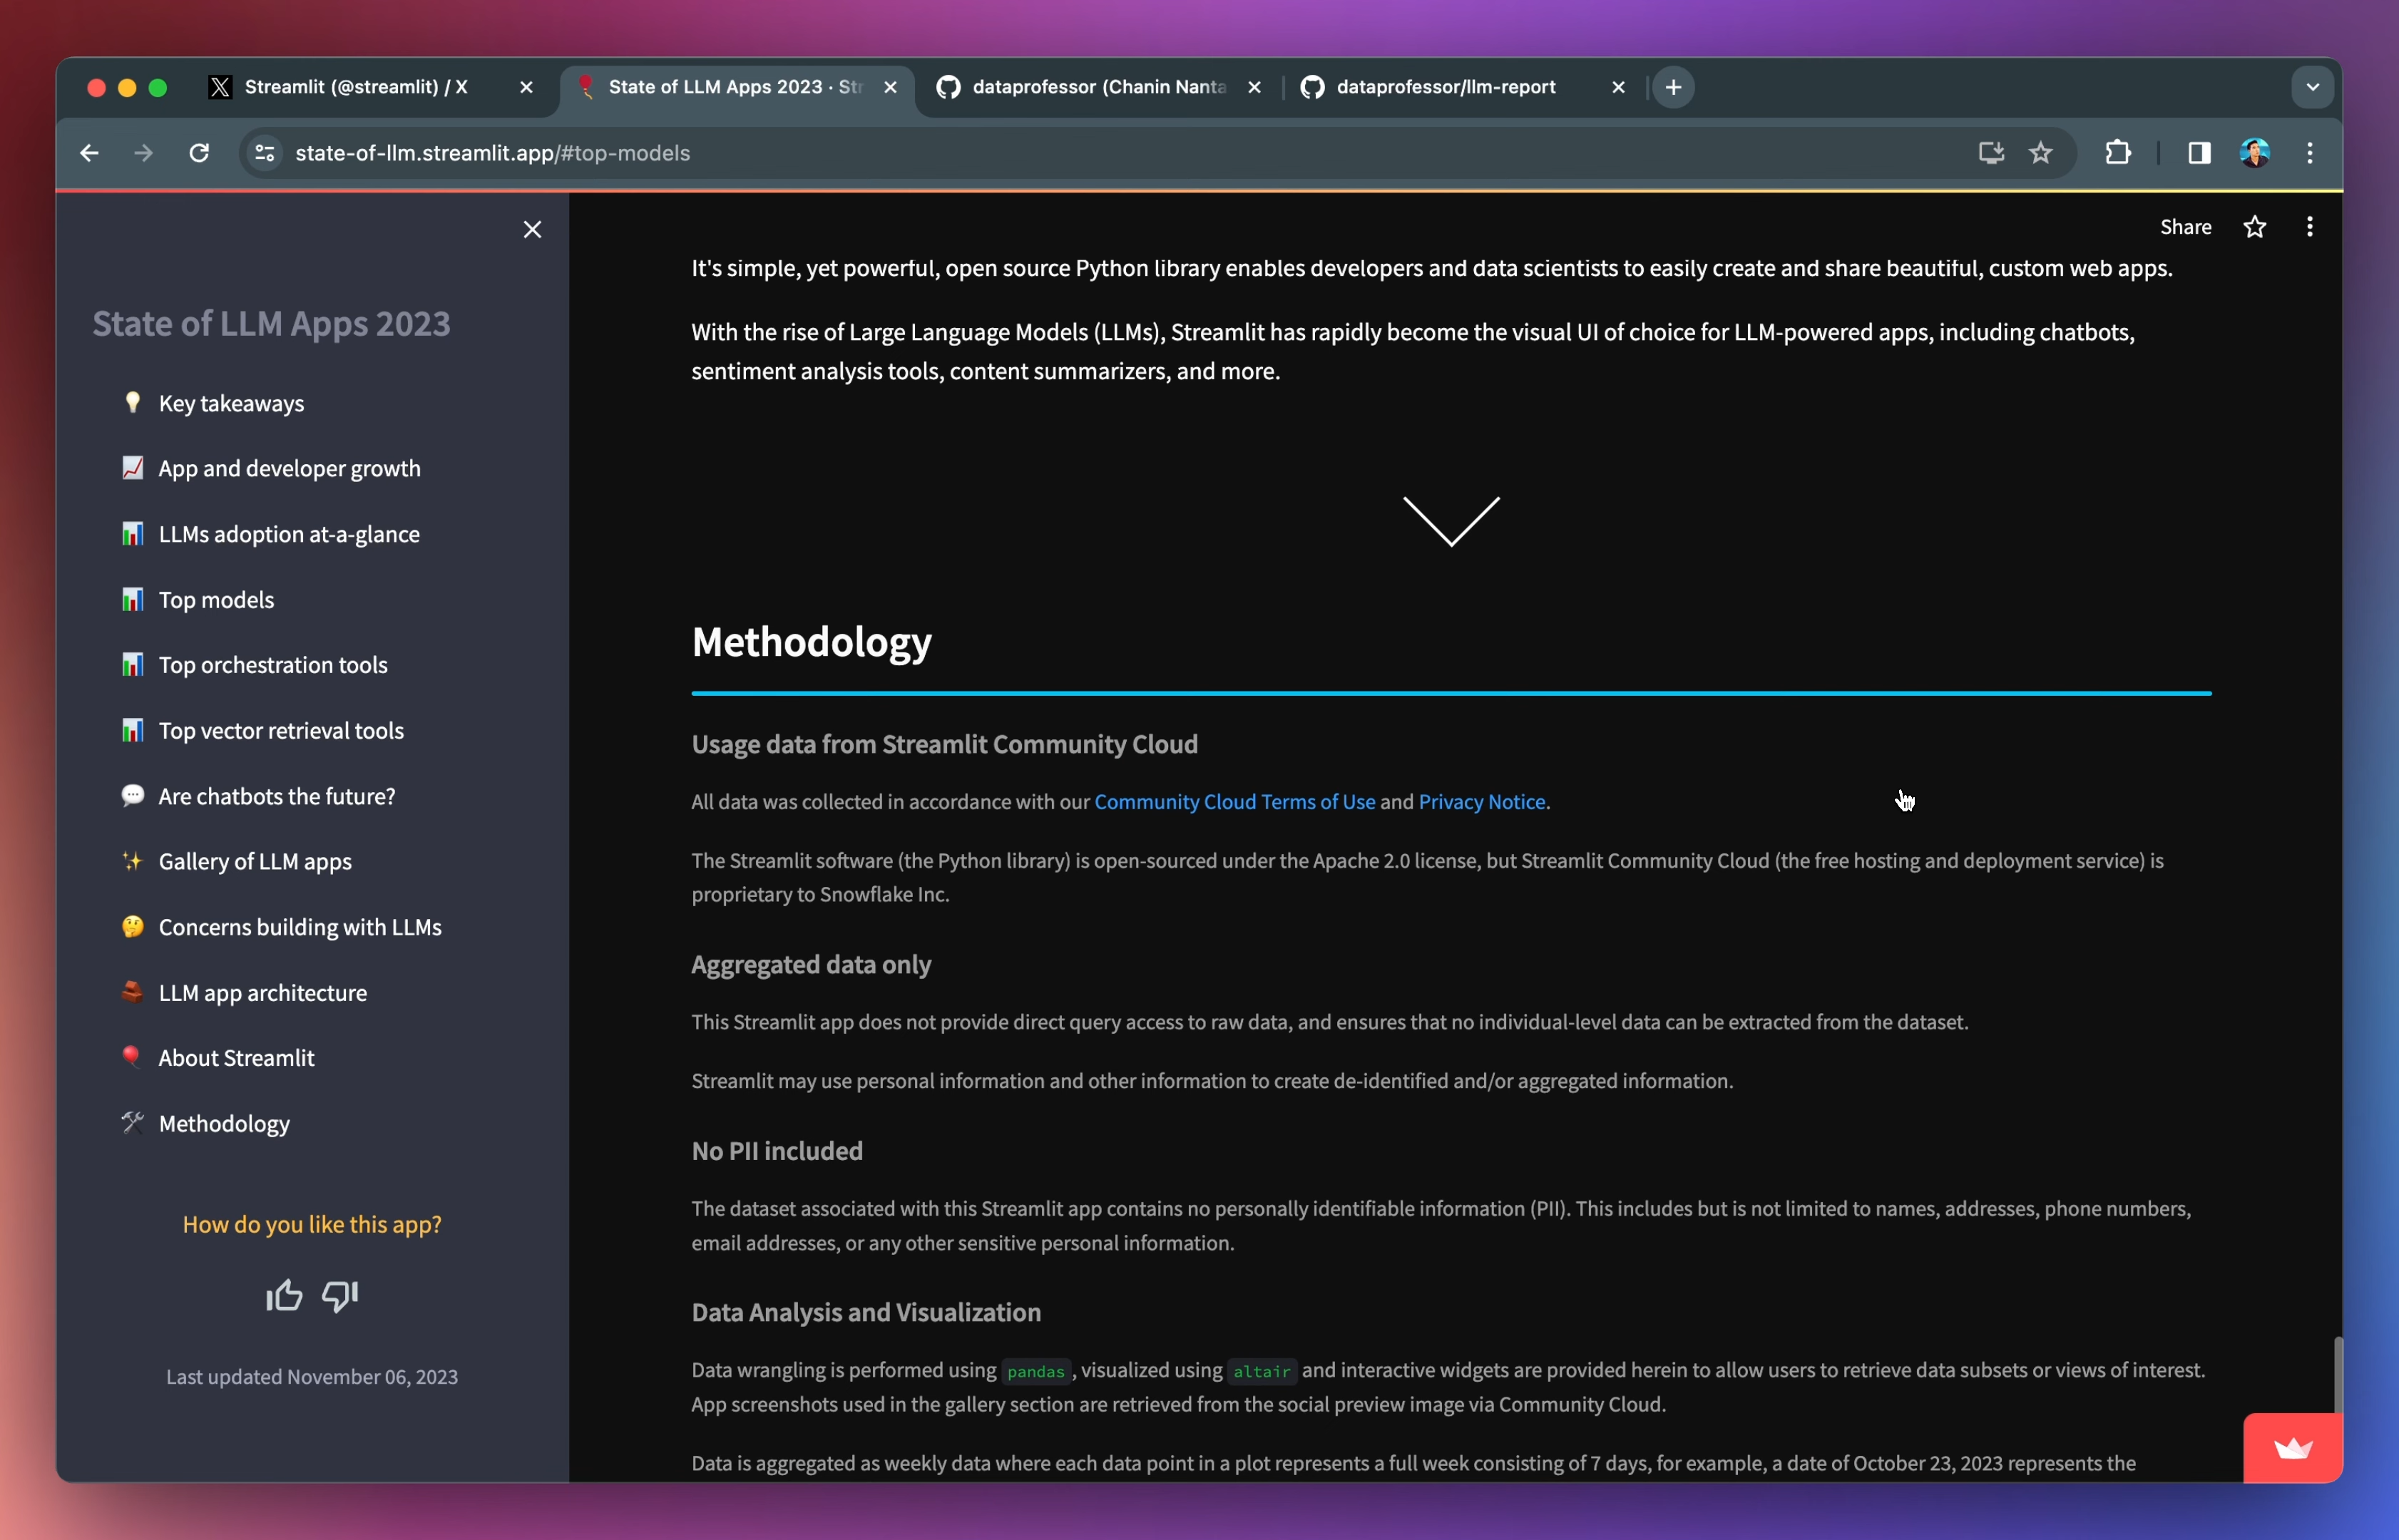 Streamlit (@streamlit) / X
State of LLM Apps 2023 · Str
dataprofessor (Chanin Nanta
dataprofessor/llm-report
state-of-llm.streamlit.app/#top-models
Share
State of LLM Apps 2023
Key takeaways
App and developer growth
LLMs adoption at-a-glance
Top models
Top orchestration tools
Top vector retrieval tools
Are chatbots the future?
Gallery of LLM apps
Concerns building with LLMs
LLM app architecture
About Streamlit
Methodology
How do you like this app?
Last updated November 06, 2023
It's simple, yet powerful, open source Python library enables developers and data scientists to easily create and share beautiful, custom web apps.
With the rise of Large Language Models (LLMs), Streamlit has rapidly become the visual UI of choice for LLM-powered apps, including chatbots,
sentiment analysis tools, content summarizers, and more.
Methodology
Usage data from Streamlit Community Cloud
All data was collected in accordance with our Community Cloud Terms of Use and Privacy Notice.
The Streamlit software (the Python library) is open-sourced under the Apache 2.0 license, but Streamlit Community Cloud (the free hosting and deployment service) is
proprietary to Snowflake Inc.
Aggregated data only
This Streamlit app does not provide direct query access to raw data, and ensures that no individual-level data can be extracted from the dataset.
Streamlit may use personal information and other information to create de-identified and/or aggregated information.
No PII included
The dataset associated with this Streamlit app contains no personally identifiable information (PII). This includes but is not limited to names, addresses, phone numbers,
email addresses, or any other sensitive personal information.
Data Analysis and Visualization
Data wrangling is performed using pandas, visualized using altair and interactive widgets are provided herein to allow users to retrieve data subsets or views of interest.
App screenshots used in the gallery section are retrieved from the social preview image via Community Cloud.
Data is aggregated as weekly data where each data point in a plot represents a full week consisting of 7 days, for example, a date of October 23, 2023 represents the